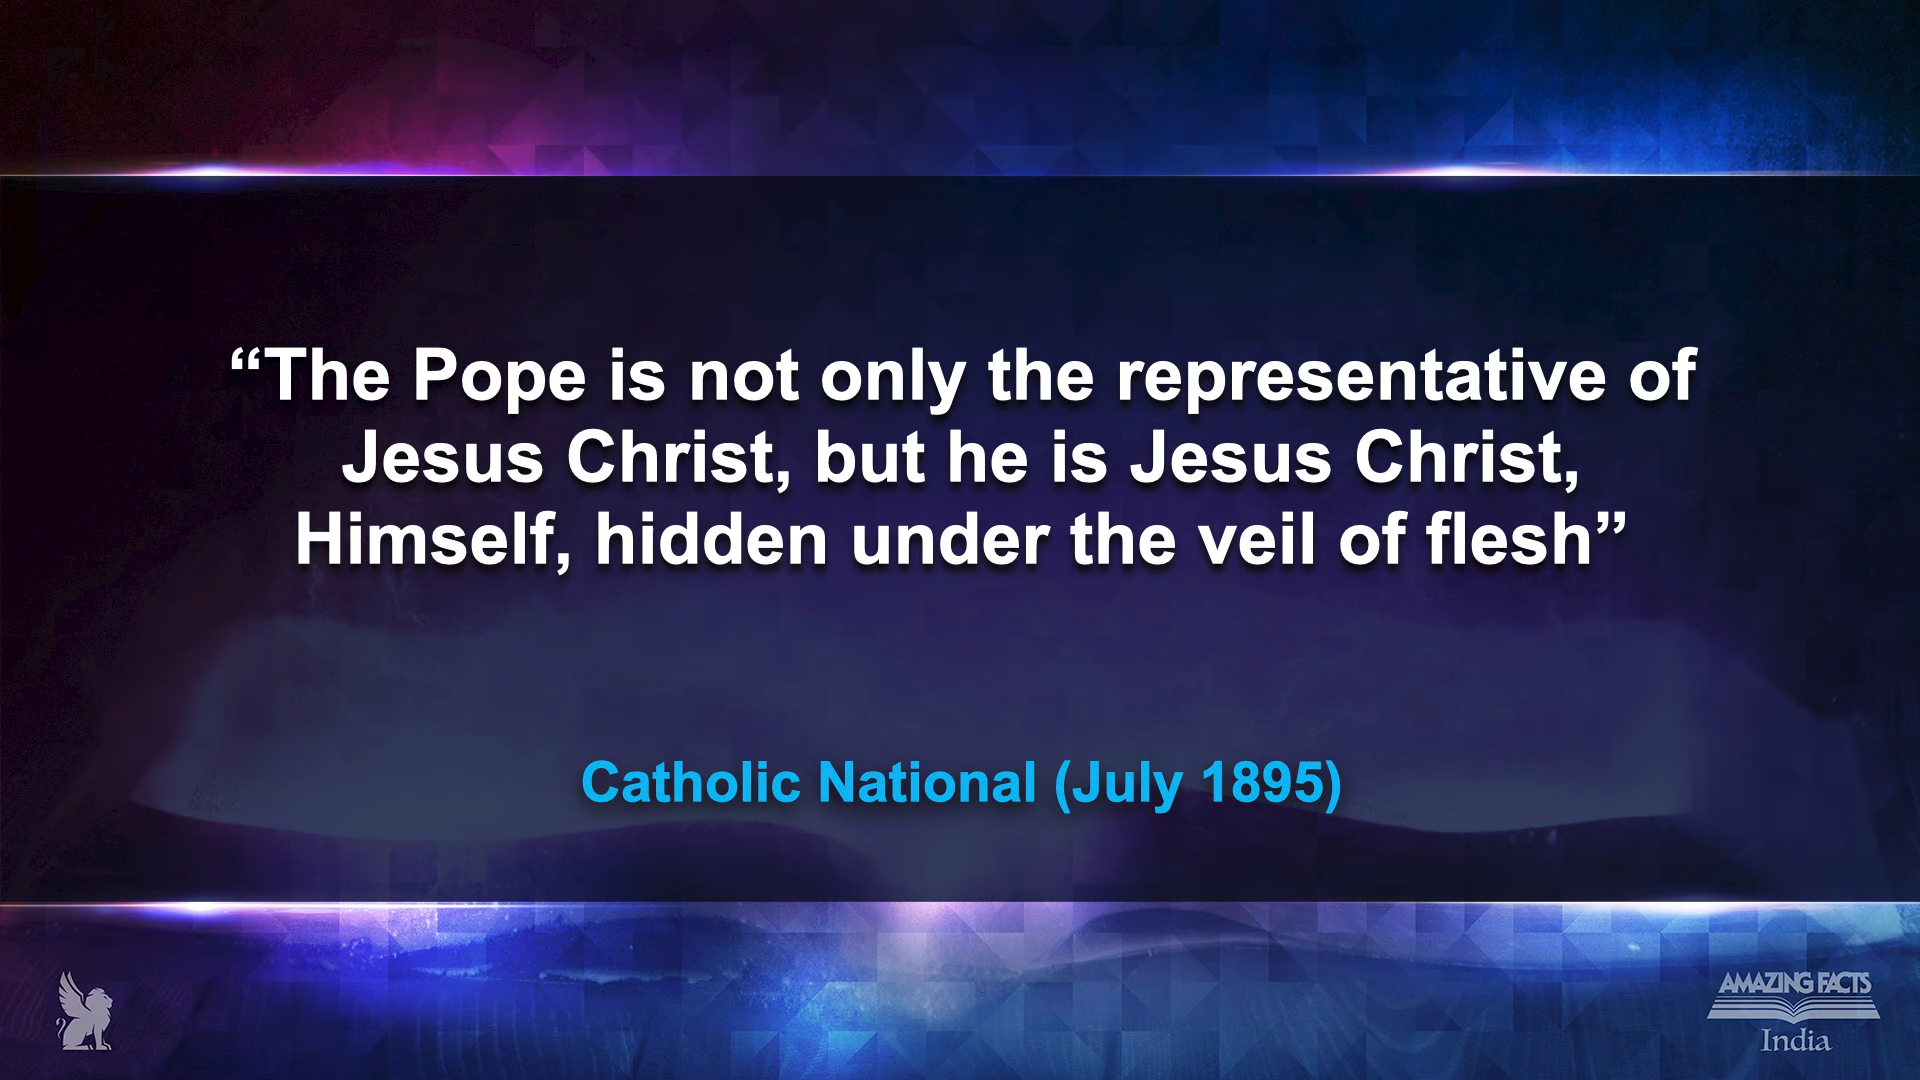 “The Pope is not only the representative of
Jesus Christ, but he is Jesus Christ,
Himself, hidden under the veil of flesh”
Catholic National (July 1895)
AMAZING FACTS
India